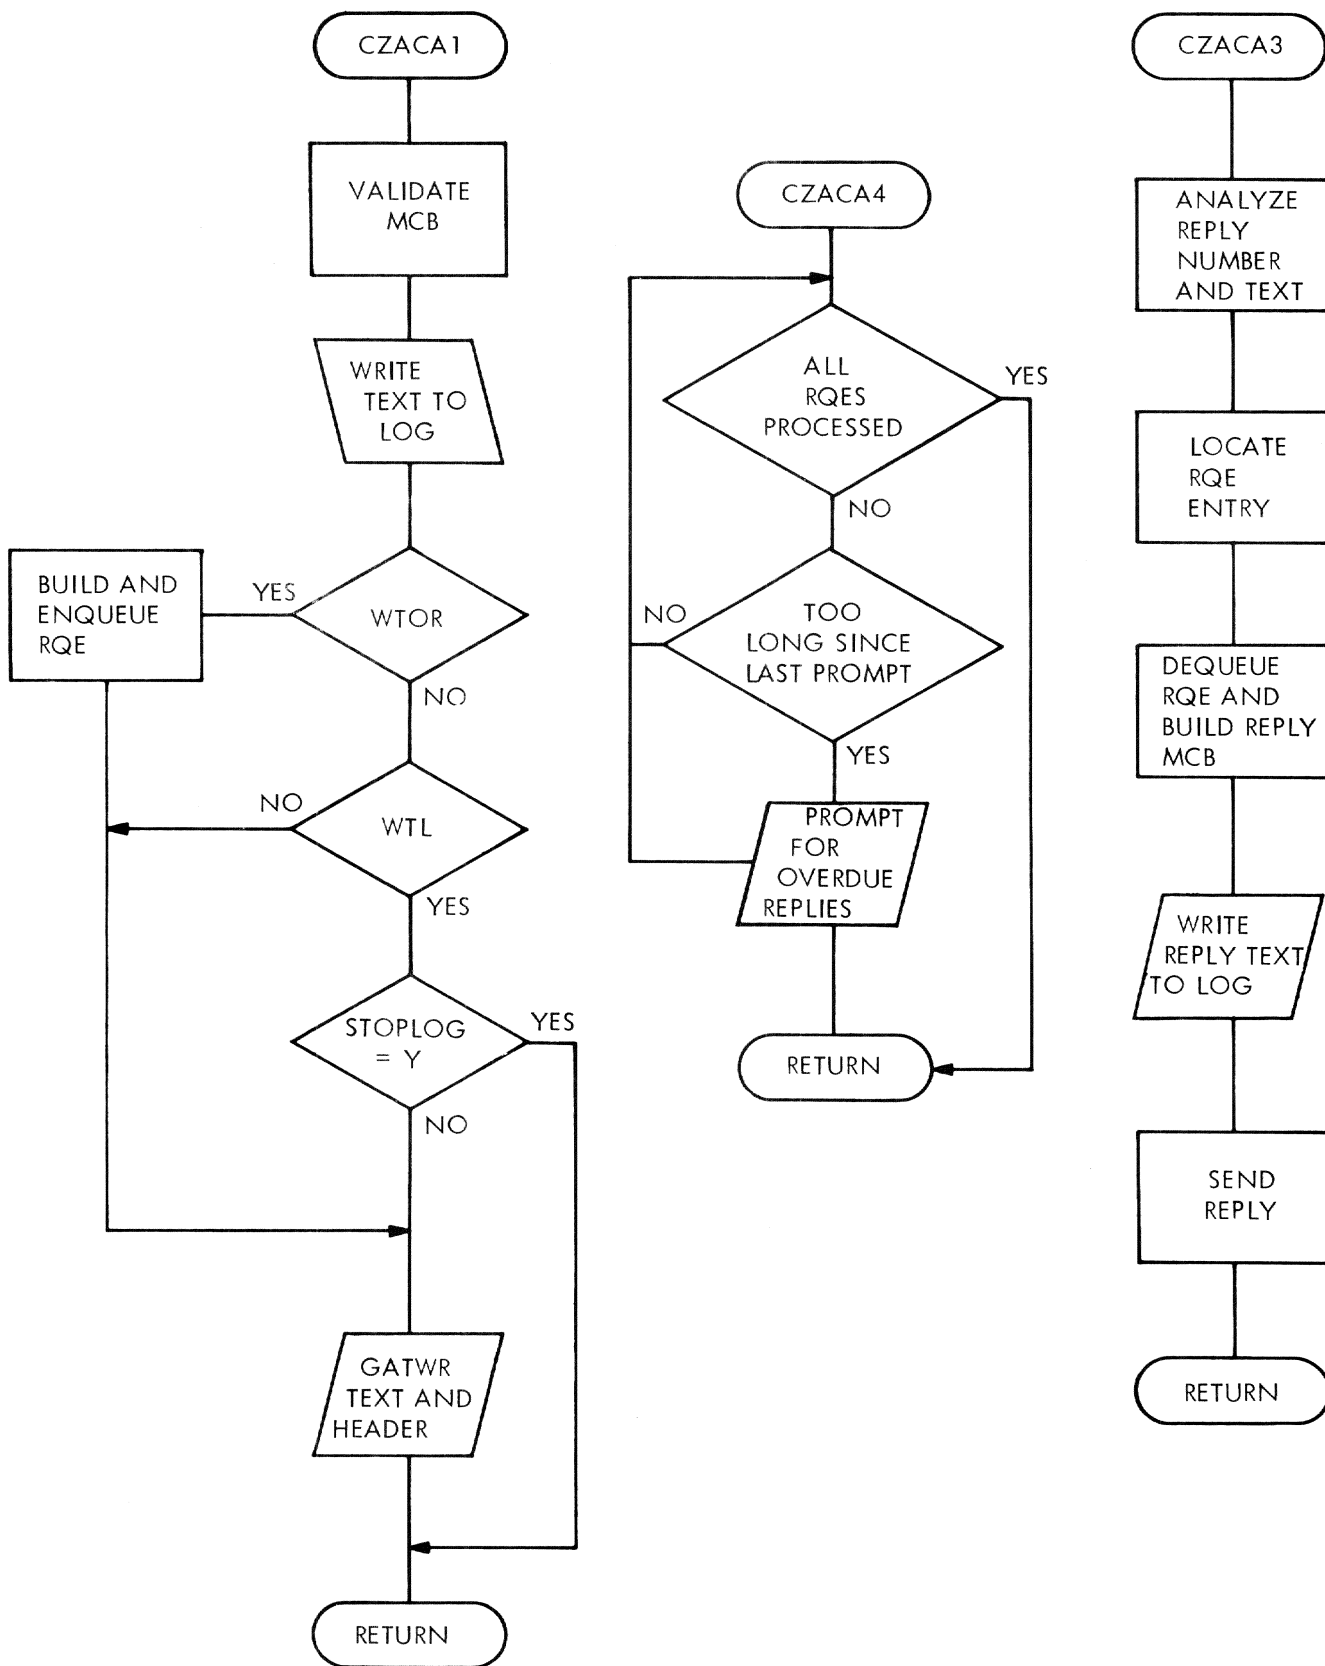 CZACA1
VALIDATE
MCB
WRITE
TEXT TO
LOG
BUILD AND
ENQUEUE
RQE
YES
WTOR
NO
NO
WTL
YES
STOPLOG
= Y
YES
NO
GATWR
TEXT AND
HEADER
RETURN
CZACA4
ALL
RQES
PROCESSED
YES
NO
NO
TOO
LONG SINCE
LAST PROMPT
YES
PROMPT
FOR
OVERDUE
REPLIES
RETURN
CZACA3
ANALYZE
REPLY
NUMBER
AND TEXT
LOCATE
RQE
ENTRY
DEQUEUE
RQE AND
BUILD REPLY
MCB
WRITE
REPLY TEXT
TO LOG
SEND
REPLY
RETURN